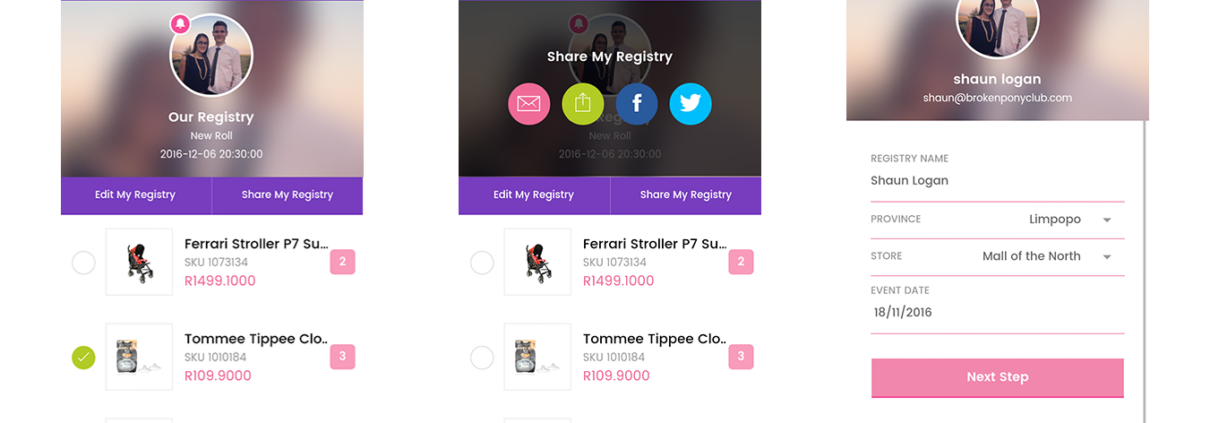 Our Registry
New Roll
2016-12-06 20:30:00
Edit My Registry
Share My Registry
Ferrari Stroller P7 Su...
SKU 1073134
R1499.1000
2
Tommee Tippee Clo..
SKU 1010184
R109.9000
3
Share My Registry
2016-12-06 20:30:00
Edit My Registry
Share My Registry
Ferrari Stroller P7 Su...
SKU 1073134
R1499.1000
2
Tommee Tippee Clo..
SKU 1010184
R109.9000
3
shaun logan
shaun@brokenponyclub.com
REGISTRY NAME
Shaun Logan
PROVINCE Limpopo
STORE Mall of the North
EVENT DATE
18/11/2016
Next Step